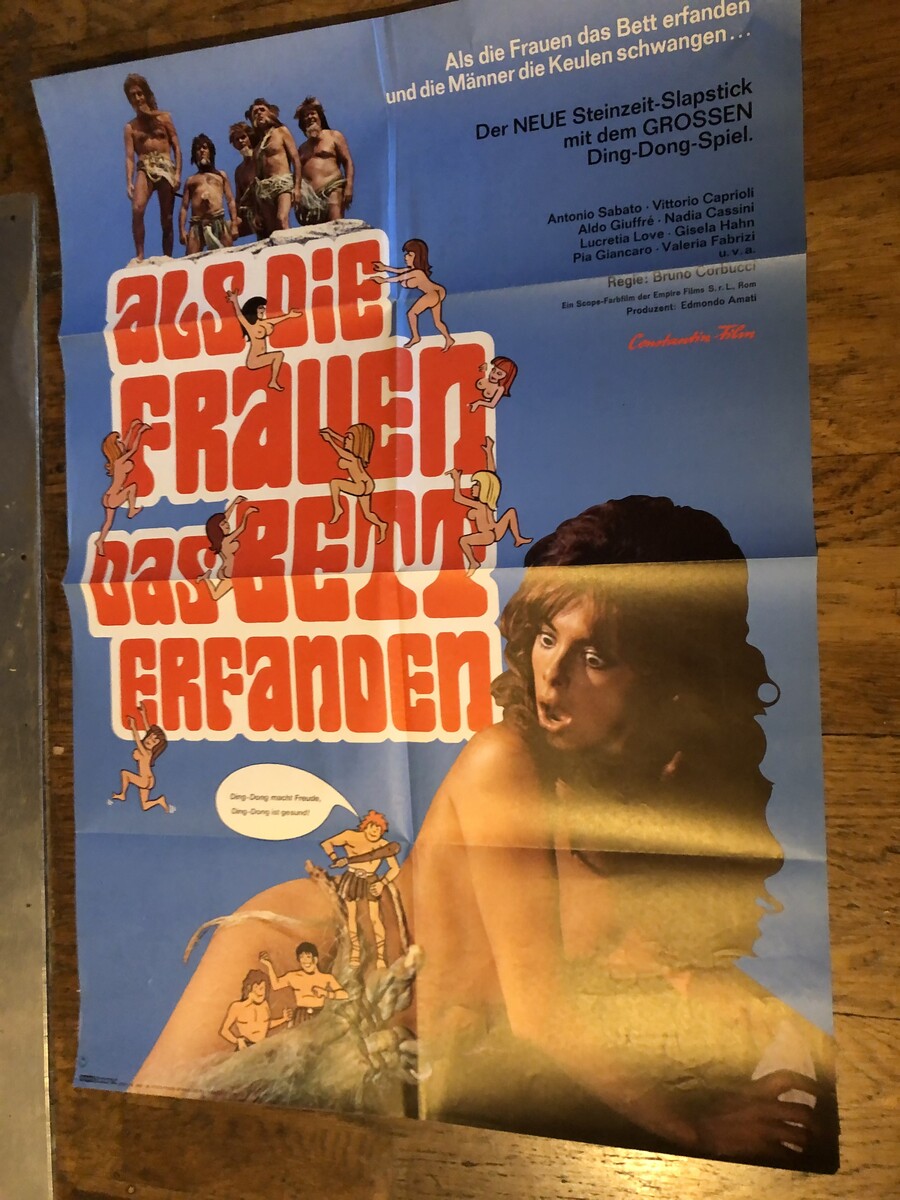 Als die Frauen das Bett erfanden
und die Männer die Keulen schwangen...
Der NEUE Steinzeit-Slapstick
mit dem GROSSEN
Ding-Dong-Spiel.
Antonio Sabato · Vittorio Caprioli
Aldo Giuffré · Nadia Cassini
Lucretia Love · Gisela Hahn
Pia Giancaro · Valeria Fabrizi
u. v. a.
Regie: Bruno Corbucci
Ein Scope-Farbfilm der Empire Films S. r. L., Rom
Produzent: Edmondo Amati
Constantin-Film
ALS DIE
FRAUEN
DAS BETT
ERFANDEN
Ding-Dong macht Freude,
Ding-Dong ist gesund!